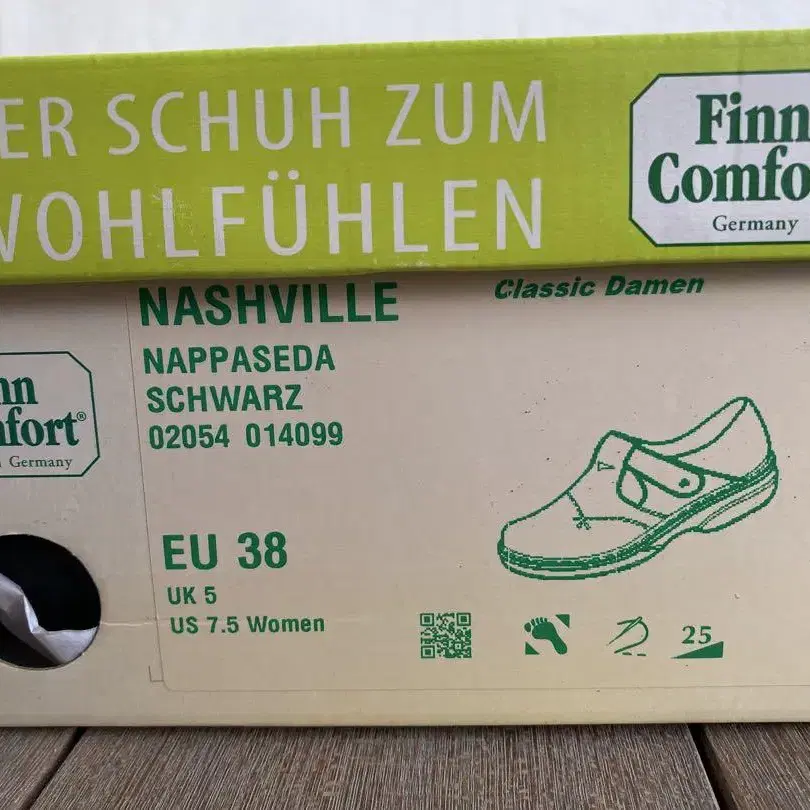 ER SCHUH ZUM
WOHLFÜHLEN
Finn
Comfo
Germany
NASHVILLE
Classic Damen
NAPPASEDA
SCHWARZ
02054 014099
nn
nfort®
Germany
EU 38
UK 5
US 7.5 Women
25